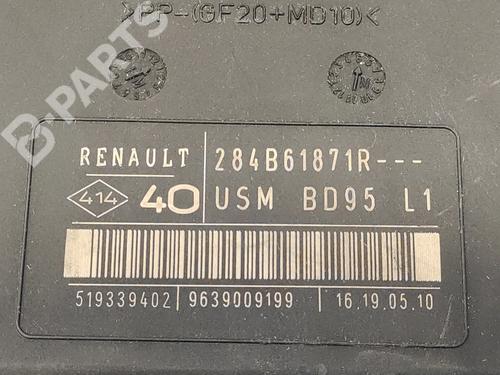 >PP-(GF20+MD10)<
B-PARTS
RENAULT 284B61871R---
414 40 USM BD95 L1
519339402 9639009199 16.19.05.10